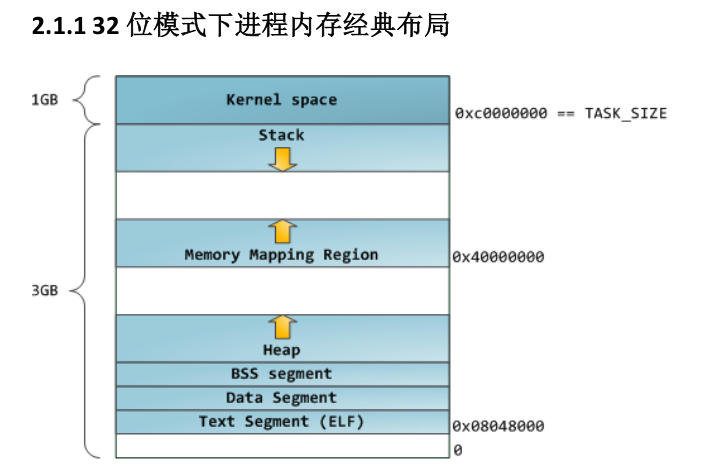 2.1.1 32 位模式下进程内存经典布局
1GB
Kernel space
0xc0000000 == TASK_SIZE
Stack
Memory Mapping Region
0x40000000
3GB
Heap
BSS segment
Data Segment
Text Segment (ELF)
0x08048000
0